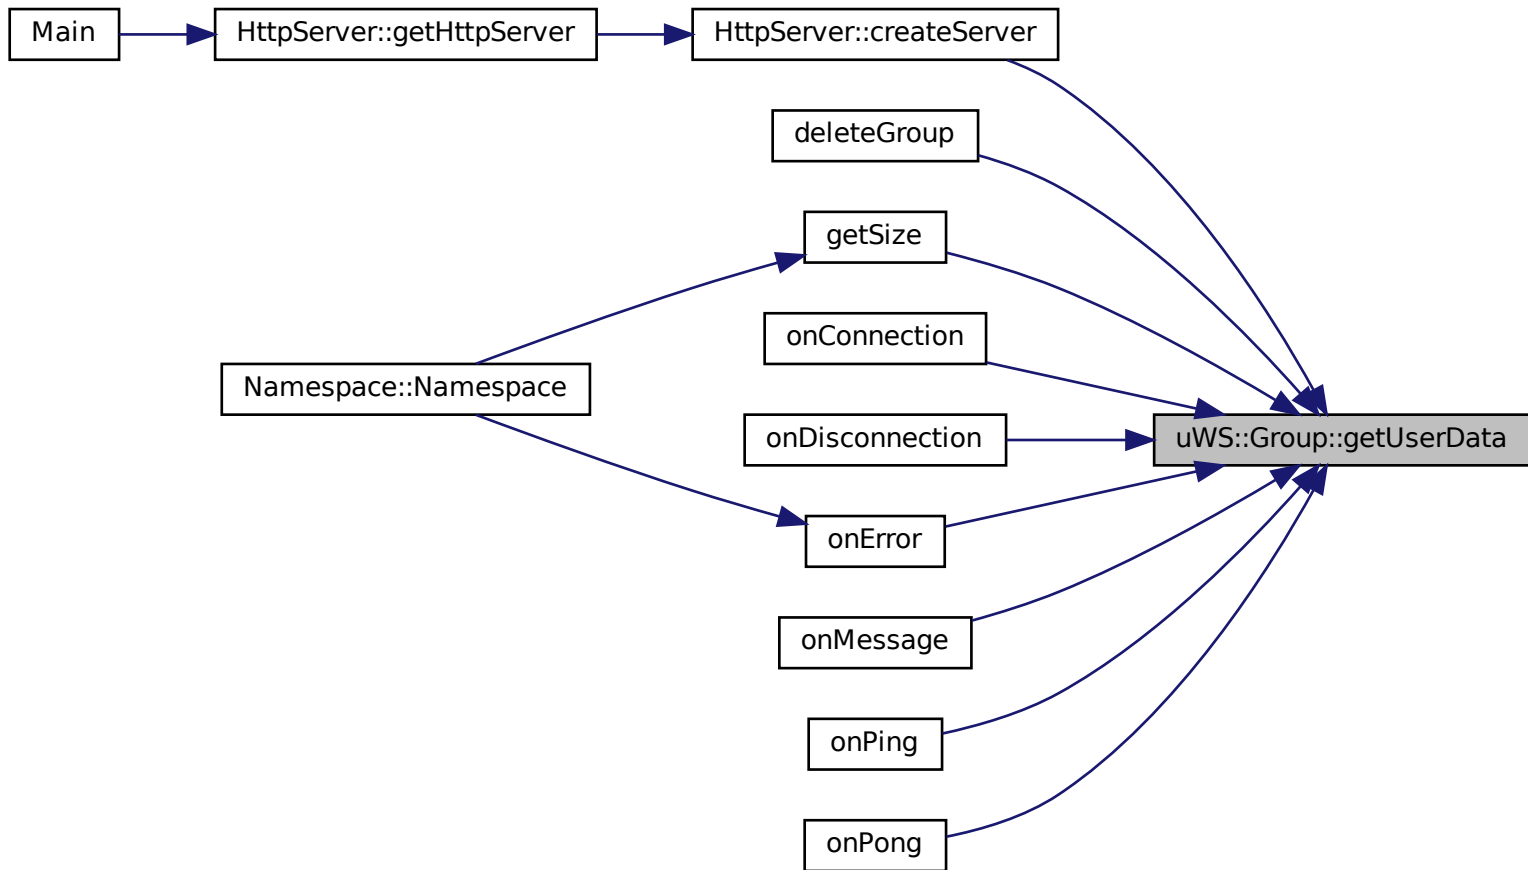 Main
HttpServer::getHttpServer
HttpServer::createServer
deleteGroup
getSize
onConnection
Namespace::Namespace
onDisconnection
uWS::Group::getUserData
onError
onMessage
onPing
onPong